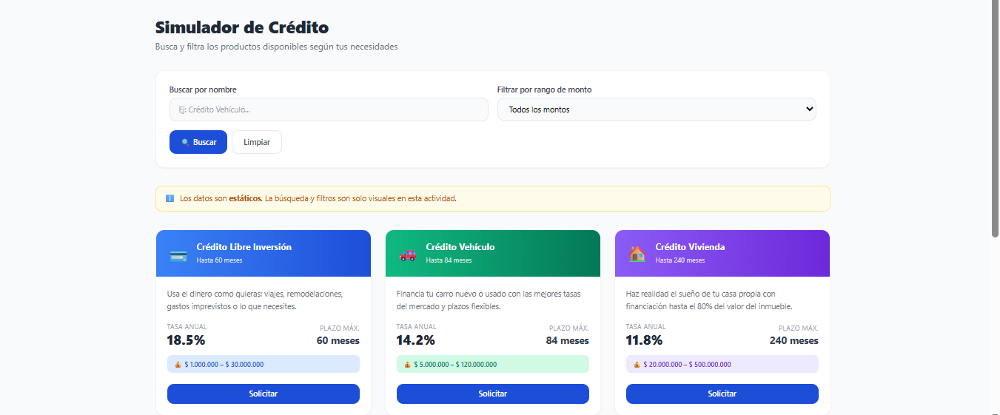 Simulador de Crédito
Busca y filtra los productos disponibles según tus necesidades
Buscar por nombre
Ej: Crédito Vehículo...
Filtrar por rango de monto
Todos los montos
Buscar
Limpiar
Los datos son estáticos. La búsqueda y filtros son solo visuales en esta actividad.
Crédito Libre Inversión
Hasta 60 meses
Usa el dinero como quieras: viajes, remodelaciones,
gastos imprevistos o lo que necesites.
TASA ANUAL
18.5%
PLAZO MÁX.
60 meses
$ 1.000.000 – $ 30.000.000
Solicitar
Crédito Vehículo
Hasta 84 meses
Financia tu carro nuevo o usado con las mejores tasas
del mercado y plazos flexibles.
TASA ANUAL
14.2%
PLAZO MÁX.
84 meses
$ 5.000.000 – $ 120.000.000
Solicitar
Crédito Vivienda
Hasta 240 meses
Haz realidad el sueño de tu casa propia con
financiación hasta el 80% del valor del inmueble.
TASA ANUAL
11.8%
PLAZO MÁX.
240 meses
$ 20.000.000 – $ 500.000.000
Solicitar